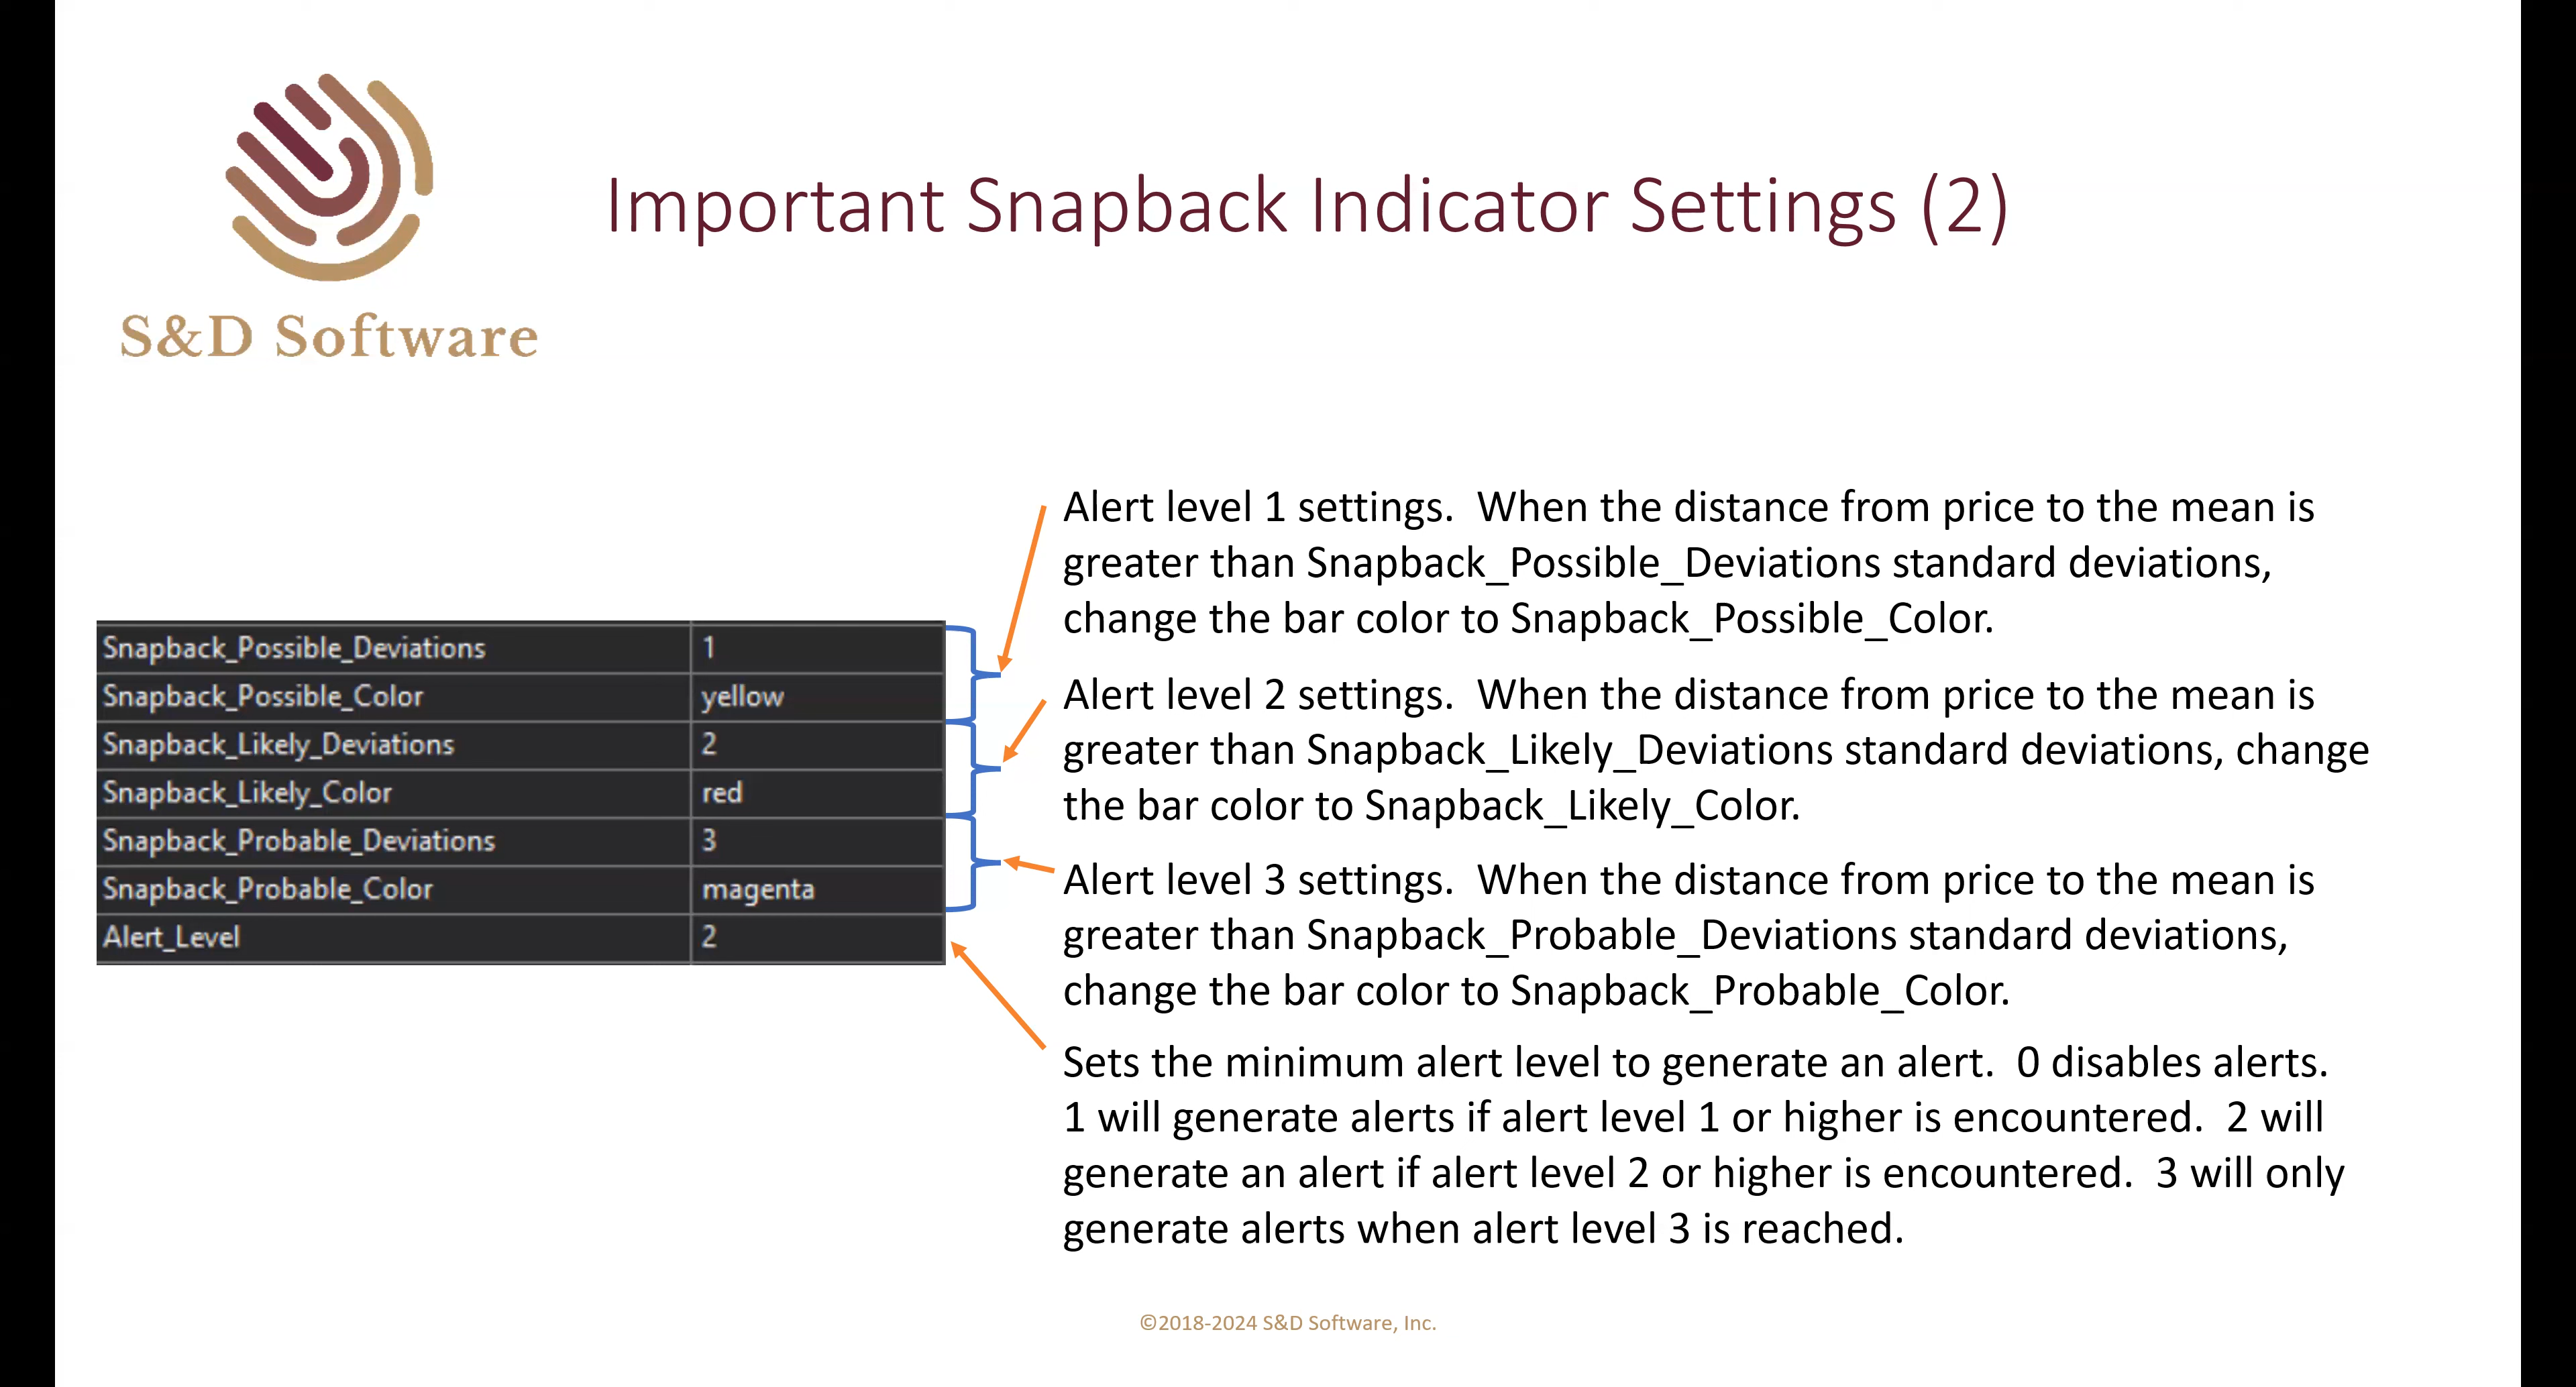 Important Snapback Indicator Settings (2)
S&D Software
Snapback_Possible_Deviations 1
Snapback_Possible_Color yellow
Snapback_Likely_Deviations 2
Snapback_Likely_Color red
Snapback_Probable_Deviations 3
Snapback_Probable_Color magenta
Alert_Level 2
Alert level 1 settings.  When the distance from price to the mean is
greater than Snapback_Possible_Deviations standard deviations,
change the bar color to Snapback_Possible_Color.
Alert level 2 settings.  When the distance from price to the mean is
greater than Snapback_Likely_Deviations standard deviations, change
the bar color to Snapback_Likely_Color.
Alert level 3 settings.  When the distance from price to the mean is
greater than Snapback_Probable_Deviations standard deviations,
change the bar color to Snapback_Probable_Color.
Sets the minimum alert level to generate an alert.  0 disables alerts.
1 will generate alerts if alert level 1 or higher is encountered.  2 will
generate an alert if alert level 2 or higher is encountered.  3 will only
generate alerts when alert level 3 is reached.
©2018-2024 S&D Software, Inc.